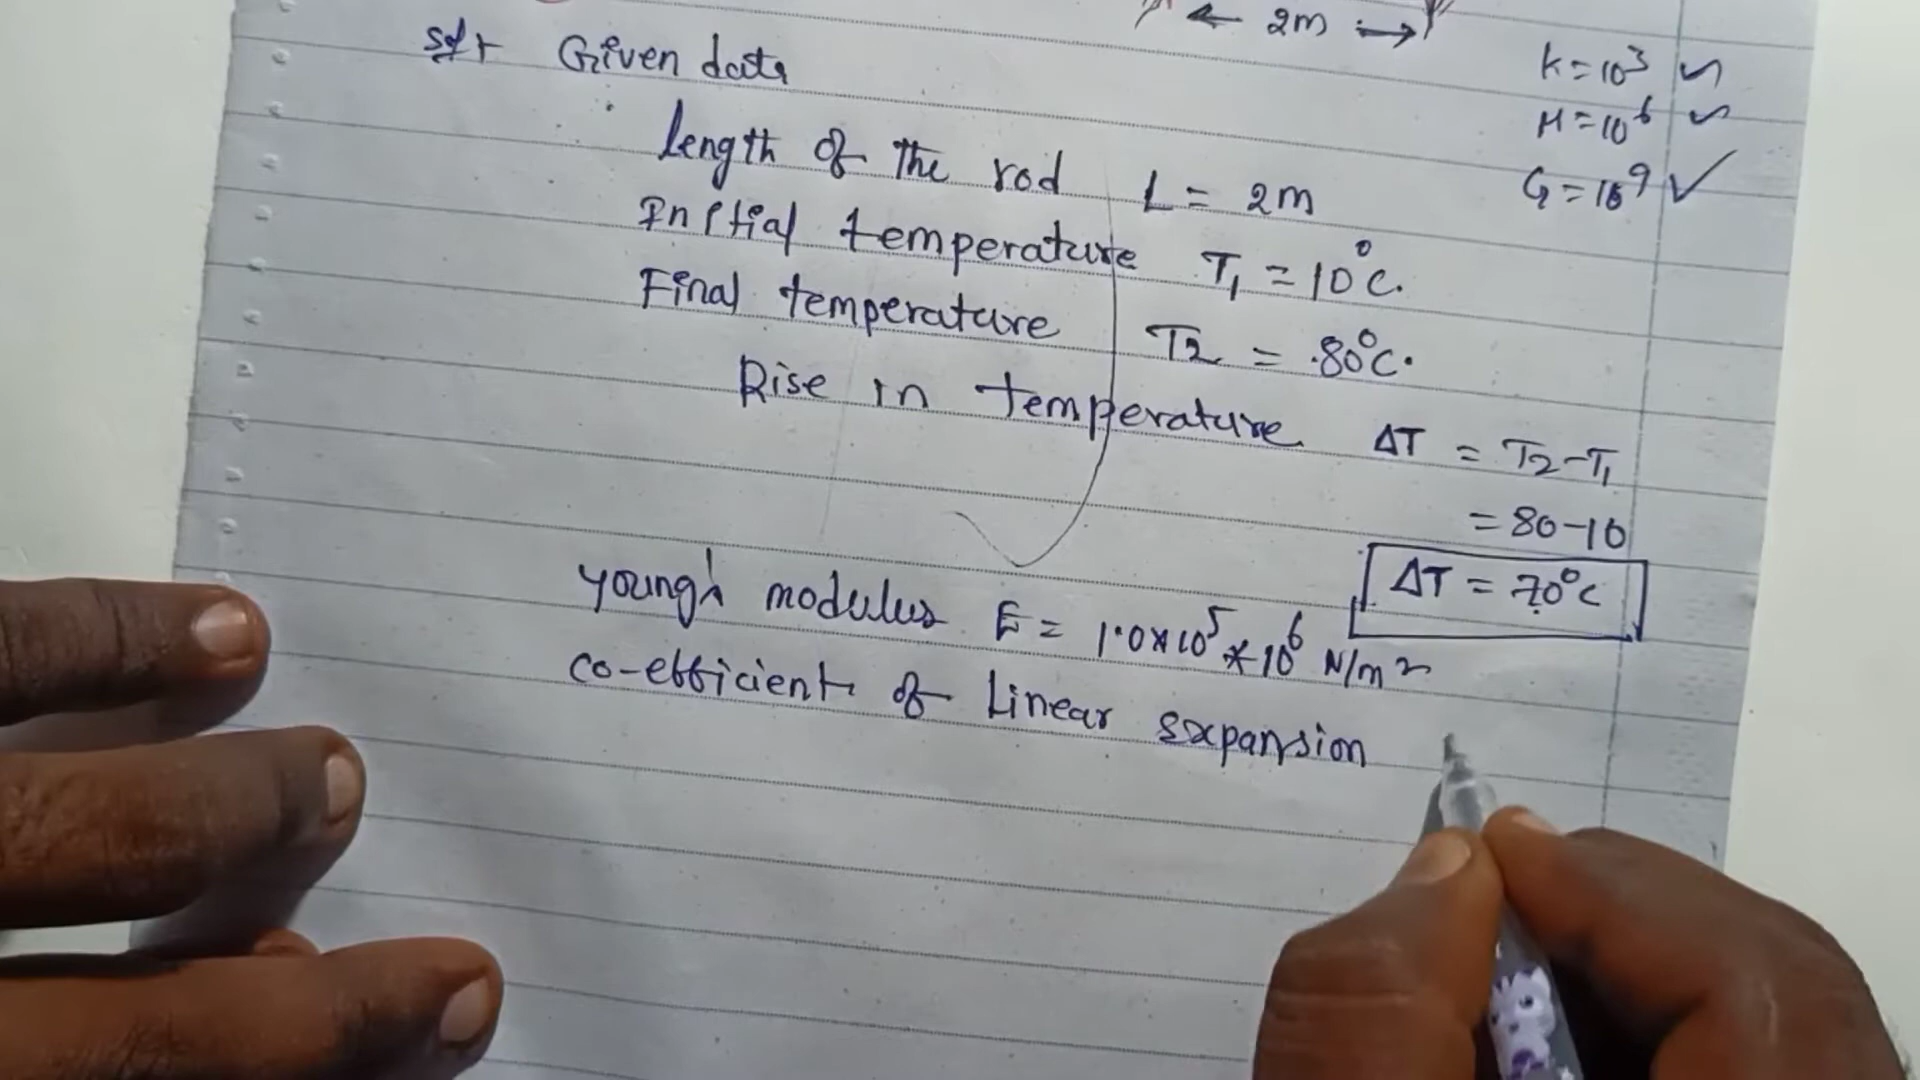 ← 2m →
K = 10³
M = 10⁶
G = 10⁹ ✓
Sol+ Given data
Length of the rod L = 2m
Initial temperature T₁ = 10°C.
Final temperature T2 = 80°C.
Rise in temperature ΔT = T2-T₁
= 80-10
ΔT = 70°C
Young's modulus E = 1.0×10⁵×10⁶ N/m²
Co-efficient of Linear Expansion